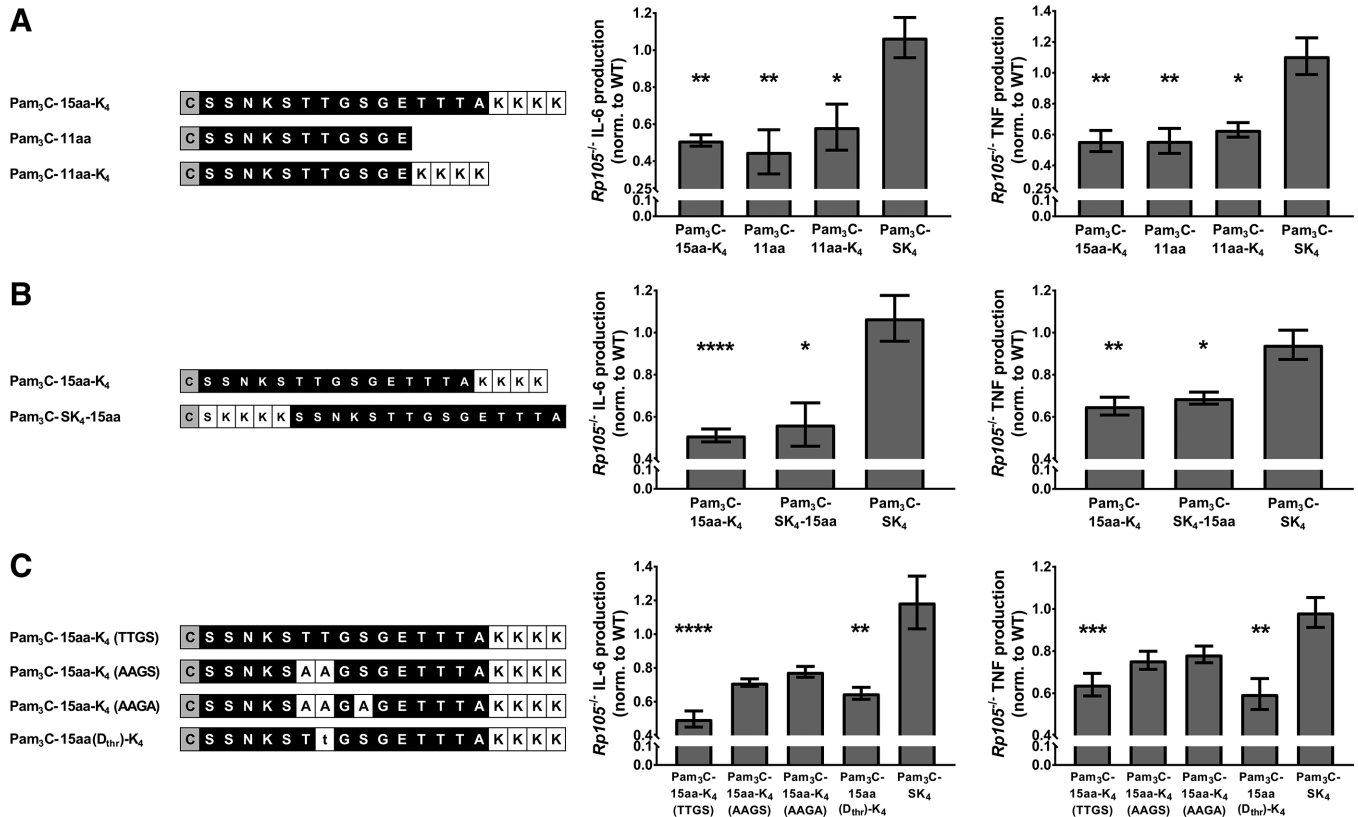 A
Pam3C-15aa-K4 C S S N K S T T G S G E T T T A K K K K
Pam3C-11aa C S S N K S T T G S G E
Pam3C-11aa-K4 C S S N K S T T G S G E K K K K
Rp105-/- IL-6 production
(norm. to WT)
1.2
1.0
0.8
0.6
0.4
0.25
0.1
0.0
** ** *
Pam3C- Pam3C- Pam3C- Pam3C-
15aa-K4 11aa 11aa-K4 SK4
Rp105-/- TNF production
(norm. to WT)
1.4
1.2
1.0
0.8
0.6
0.4
0.25
0.1
0.0
** ** *
Pam3C- Pam3C- Pam3C- Pam3C-
15aa-K4 11aa 11aa-K4 SK4
B
Pam3C-15aa-K4 C S S N K S T T G S G E T T T A K K K K
Pam3C-SK4-15aa C S K K K K S S N K S T T G S G E T T T A
Rp105-/- IL-6 production
(norm. to WT)
1.2
1.0
0.8
0.6
0.4
0.1
0.0
**** *
Pam3C- Pam3C- Pam3C-
15aa-K4 SK4-15aa SK4
Rp105-/- TNF production
(norm. to WT)
1.2
1.0
0.8
0.6
0.4
0.1
0.0
** *
Pam3C- Pam3C- Pam3C-
15aa-K4 SK4-15aa SK4
C
Pam3C-15aa-K4 (TTGS) C S S N K S T T G S G E T T T A K K K K
Pam3C-15aa-K4 (AAGS) C S S N K S A A G S G E T T T A K K K K
Pam3C-15aa-K4 (AAGA) C S S N K S A A G A G E T T T A K K K K
Pam3C-15aa(Dthr)-K4 C S S N K S T t G S G E T T T A K K K K
Rp105-/- IL-6 production
(norm. to WT)
1.4
1.2
1.0
0.8
0.6
0.4
0.1
0.0
**** **
Pam3C- Pam3C- Pam3C- Pam3C- Pam3C-
15aa-K4 15aa-K4 15aa-K4 15aa SK4
(TTGS) (AAGS) (AAGA) (Dthr)-K4
Rp105-/- TNF production
(norm. to WT)
1.2
1.0
0.8
0.6
0.4
0.1
0.0
*** **
Pam3C- Pam3C- Pam3C- Pam3C- Pam3C-
15aa-K4 15aa-K4 15aa-K4 15aa SK4
(TTGS) (AAGS) (AAGA) (Dthr)-K4